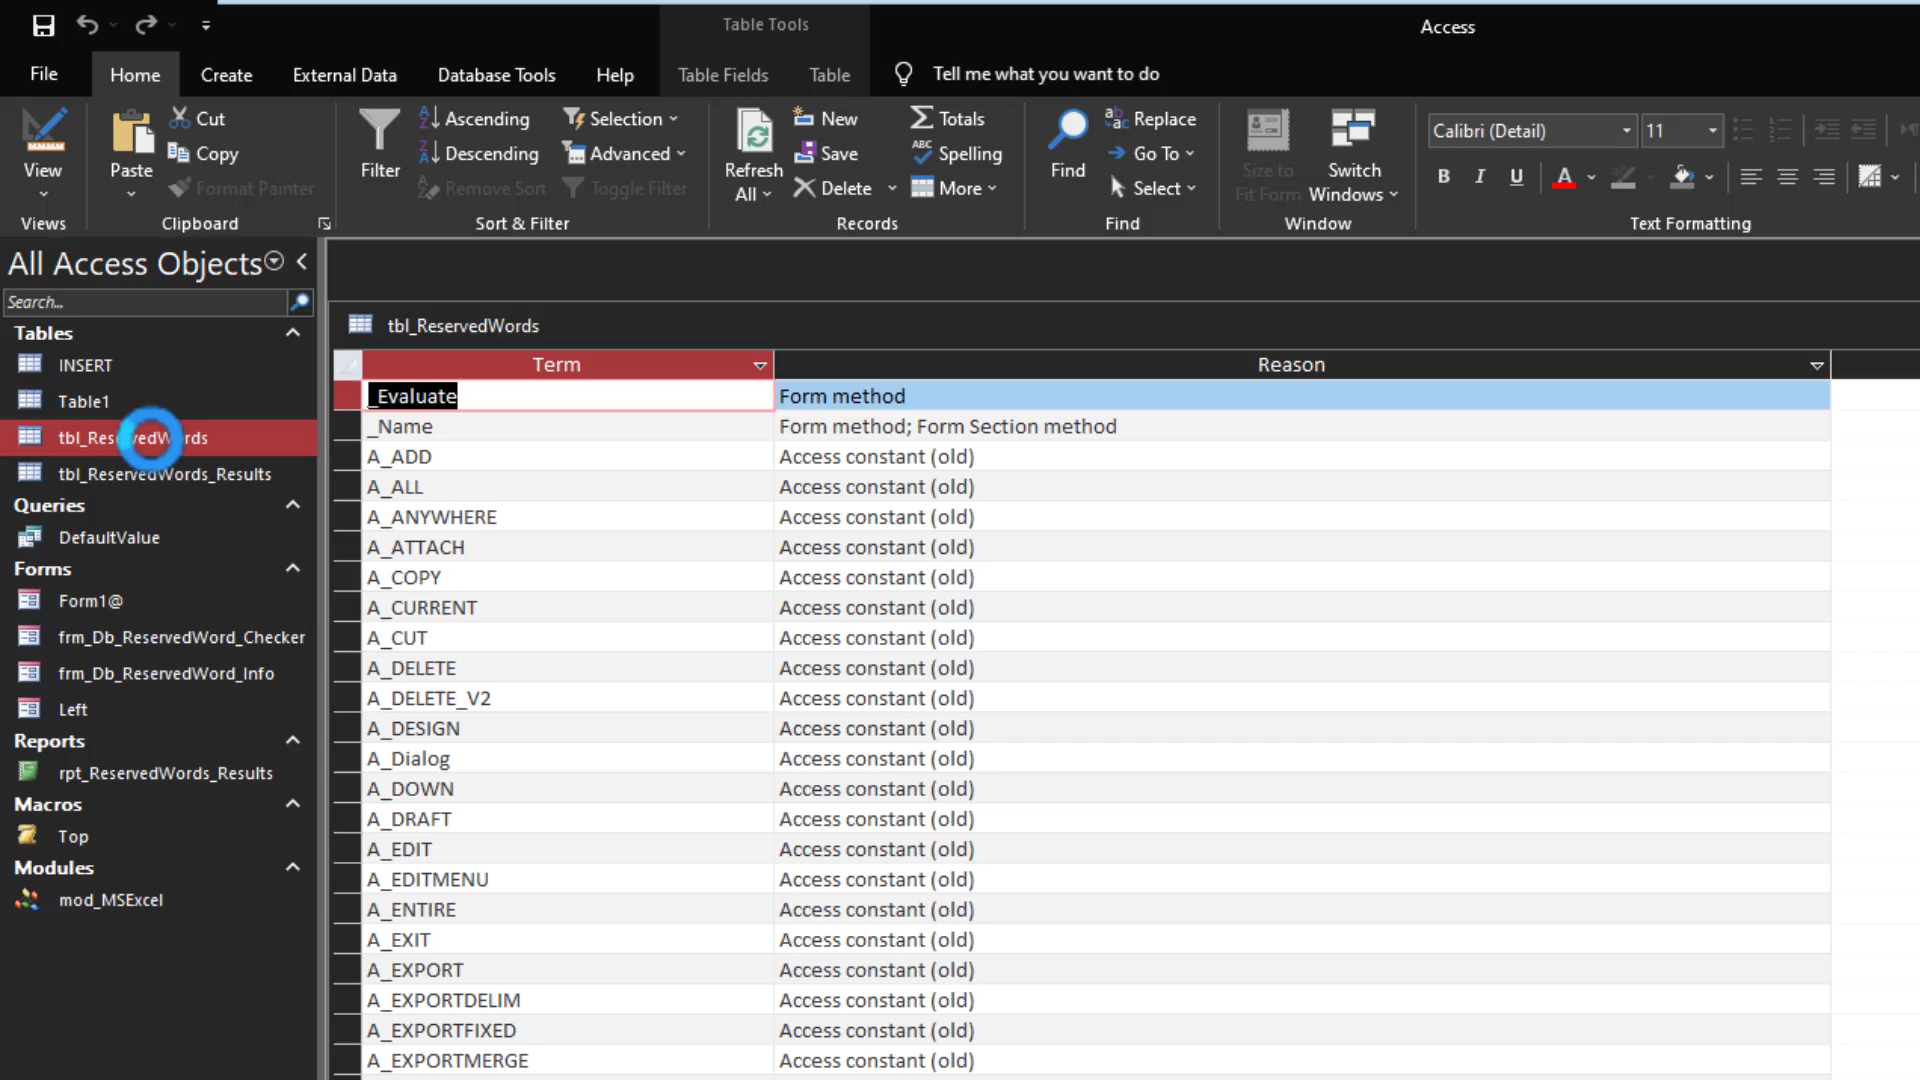 Table Tools
Access
File
Home
Create
External Data
Database Tools
Help
Table Fields
Table
Tell me what you want to do
View
Views
Paste
Cut
Copy
Format Painter
Clipboard
Filter
Ascending
Descending
Remove Sort
Selection
Advanced
Toggle Filter
Sort & Filter
Refresh
All
New
Save
Delete
Totals
Spelling
More
Records
Find
Replace
Go To
Select
Find
Size to
Fit Form
Switch
Windows
Window
Calibri (Detail)
11
B I U
Text Formatting
All Access Objects
Search...
Tables
INSERT
Table1
tbl_ReservedWords
tbl_ReservedWords_Results
Queries
DefaultValue
Forms
Form1@
frm_Db_ReservedWord_Checker
frm_Db_ReservedWord_Info
Left
Reports
rpt_ReservedWords_Results
Macros
Top
Modules
mod_MSExcel
tbl_ReservedWords
Term Reason
_Evaluate Form method
_Name Form method; Form Section method
A_ADD Access constant (old)
A_ALL Access constant (old)
A_ANYWHERE Access constant (old)
A_ATTACH Access constant (old)
A_COPY Access constant (old)
A_CURRENT Access constant (old)
A_CUT Access constant (old)
A_DELETE Access constant (old)
A_DELETE_V2 Access constant (old)
A_DESIGN Access constant (old)
A_Dialog Access constant (old)
A_DOWN Access constant (old)
A_DRAFT Access constant (old)
A_EDIT Access constant (old)
A_EDITMENU Access constant (old)
A_ENTIRE Access constant (old)
A_EXIT Access constant (old)
A_EXPORT Access constant (old)
A_EXPORTDELIM Access constant (old)
A_EXPORTFIXED Access constant (old)
A_EXPORTMERGE Access constant (old)